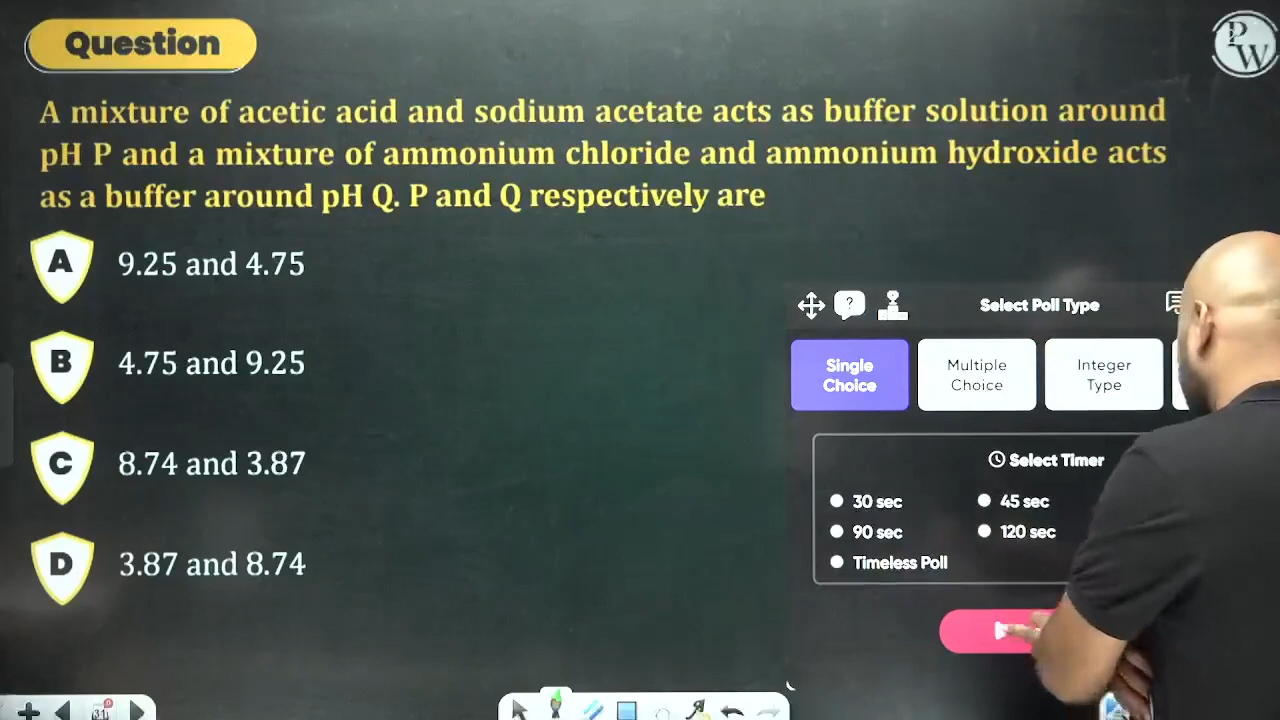 Question
PW
A mixture of acetic acid and sodium acetate acts as buffer solution around
pH P and a mixture of ammonium chloride and ammonium hydroxide acts
as a buffer around pH Q. P and Q respectively are
A 9.25 and 4.75
B 4.75 and 9.25
C 8.74 and 3.87
D 3.87 and 8.74
?
Select Poll Type
Single
Choice
Multiple
Choice
Integer
Type
Select Timer
30 sec
45 sec
90 sec
120 sec
Timeless Poll
31